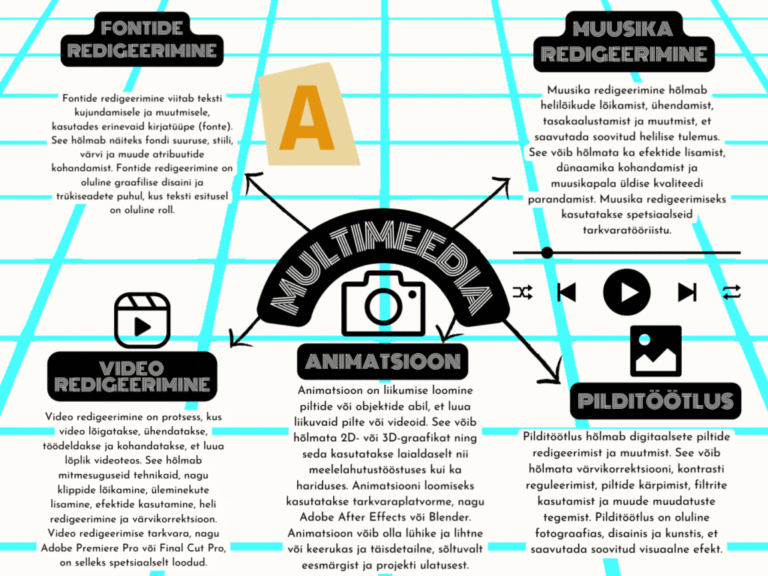 FONTIDE
REDIGEERIMINE
Fontide redigeerimine viitab teksti
kujundamisele ja muutmisele,
kasutades erinevaid kirjatüüpe (fonte).
See hõlmab näiteks fondi suuruse, stiili,
värvi ja muude atribuutide
kohandamist. Fontide redigeerimine on
oluline graafilise disaini ja
trükiseadete puhul, kus teksti esitusel
on oluline roll.
A
MUUSIKA
REDIGEERIMINE
Muusika redigeerimine hõlmab
helilõikude lõikamist, ühendamist,
tasakaalustamist ja muutmist, et
saavutada soovitud helilise tulemus.
See võib hõlmata ka efektide lisamist,
dünaamika kohandamist ja
muusikapala üldise kvaliteedi
parandamist. Muusika redigeerimiseks
kasutatakse spetsiaalseid
tarkvaratööriistu.
MULTIMEEDIA
VIDEO
REDIGEERIMINE
Video redigeerimine on protsess, kus
video lõigatakse, ühendatakse,
töödeldakse ja kohandatakse, et luua
lõplik videoteos. See hõlmab
mitmesuguseid tehnikaid, nagu
klippide lõikamine, üleminekute
lisamine, efektide kasutamine, heli
redigeerimine ja värvikorrektsioon.
Video redigeerimise tarkvara, nagu
Adobe Premiere Pro või Final Cut Pro,
on selleks spetsiaalselt loodud.
ANIMATSIOON
Animatsioon on liikumise loomine
piltide või objektide abil, et luua
liikuvaid pilte või videoid. See võib
hõlmata 2D- või 3D-graafikat ning
seda kasutatakse laialdaselt nii
meelelahutustööstuses kui ka
hariduses. Animatsiooni loomiseks
kasutatakse tarkvaraplatvorme, nagu
Adobe After Effects või Blender.
Animatsioon võib olla lühike ja lihtne
või keerukas ja täisdetailne, sõltuvalt
eesmärgist ja projekti ulatusest.
PILDITÖÖTLUS
Pilditöötlus hõlmab digitaalsete piltide
redigeerimist ja muutmist. See võib
hõlmata värvikorrektsiooni, kontrasti
reguleerimist, piltide kärpimist, filtrite
kasutamist ja muude muudatuste
tegemist. Pilditöötlus on oluline
fotograafias, disainis ja kunstis, et
saavutada soovitud visuaalne efekt.